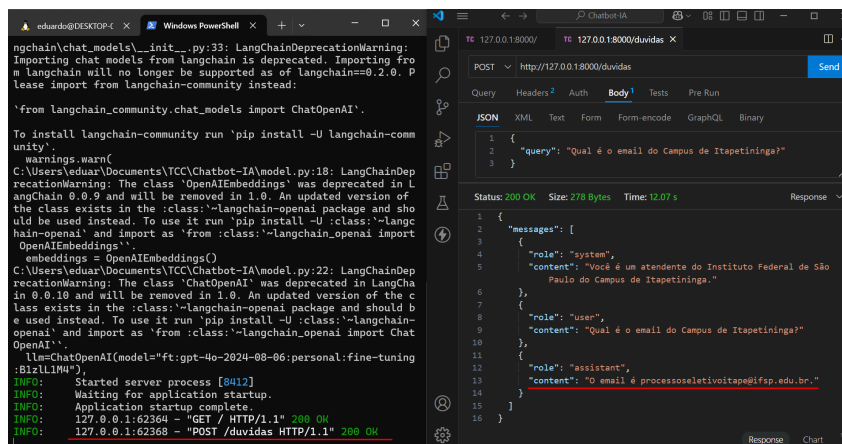 eduardo@DESKTOP-(
Windows PowerShell
ngchain\chat_models\__init__.py:33: LangChainDeprecationWarning:
Importing chat models from langchain is deprecated. Importing fro
m langchain will no longer be supported as of langchain==0.2.0. P
lease import from langchain-community instead:
`from langchain_community.chat_models import ChatOpenAI`.
To install langchain-community run `pip install -U langchain-comm
unity`.
warnings.warn(
C:\Users\eduar\Documents\TCC\Chatbot-IA\model.py:18: LangChainDep
recationWarning: The class `OpenAIEmbeddings` was deprecated in L
angChain 0.0.9 and will be removed in 1.0. An updated version of
the class exists in the :class:`~langchain-openai package and sho
uld be used instead. To use it run `pip install -U :class:`~langc
hain-openai` and import as `from :class:`~langchain_openai import
OpenAIEmbeddings``.
embeddings = OpenAIEmbeddings()
C:\Users\eduar\Documents\TCC\Chatbot-IA\model.py:22: LangChainDep
recationWarning: The class `ChatOpenAI` was deprecated in LangCha
in 0.0.10 and will be removed in 1.0. An updated version of the c
lass exists in the :class:`~langchain-openai package and should b
e used instead. To use it run `pip install -U :class:`~langchain-
openai` and import as `from :class:`~langchain_openai import Chat
OpenAI``.
llm=ChatOpenAI(model="ft:gpt-4o-2024-08-06:personal:fine-tuning
:B1zlL1M4"),
INFO: Started server process [8412]
INFO: Waiting for application startup.
INFO: Application startup complete.
INFO: 127.0.0.1:62364 - "GET / HTTP/1.1" 200 OK
INFO: 127.0.0.1:62368 - "POST /duvidas HTTP/1.1" 200 OK
Chatbot-IA
TC 127.0.0.1:8000/
TC 127.0.0.1:8000/duvidas
POST http://127.0.0.1:8000/duvidas Send
Query Headers 2 Auth Body 1 Tests Pre Run
JSON XML Text Form Form-encode GraphQL Binary
1 {
2 "query": "Qual é o email do Campus de Itapetininga?"
3 }
Status: 200 OK Size: 278 Bytes Time: 12.07 s Response
1 {
2 "messages": [
3 {
4 "role": "system",
5 "content": "Você é um atendente do Instituto Federal de São
Paulo do Campus de Itapetininga."
6 },
7 {
8 "role": "user",
9 "content": "Qual é o email do Campus de Itapetininga?"
10 },
11 {
12 "role": "assistant",
13 "content": "O email é processoseletivoitape@ifsp.edu.br."
14 }
15 ]
16 }
Response Chart